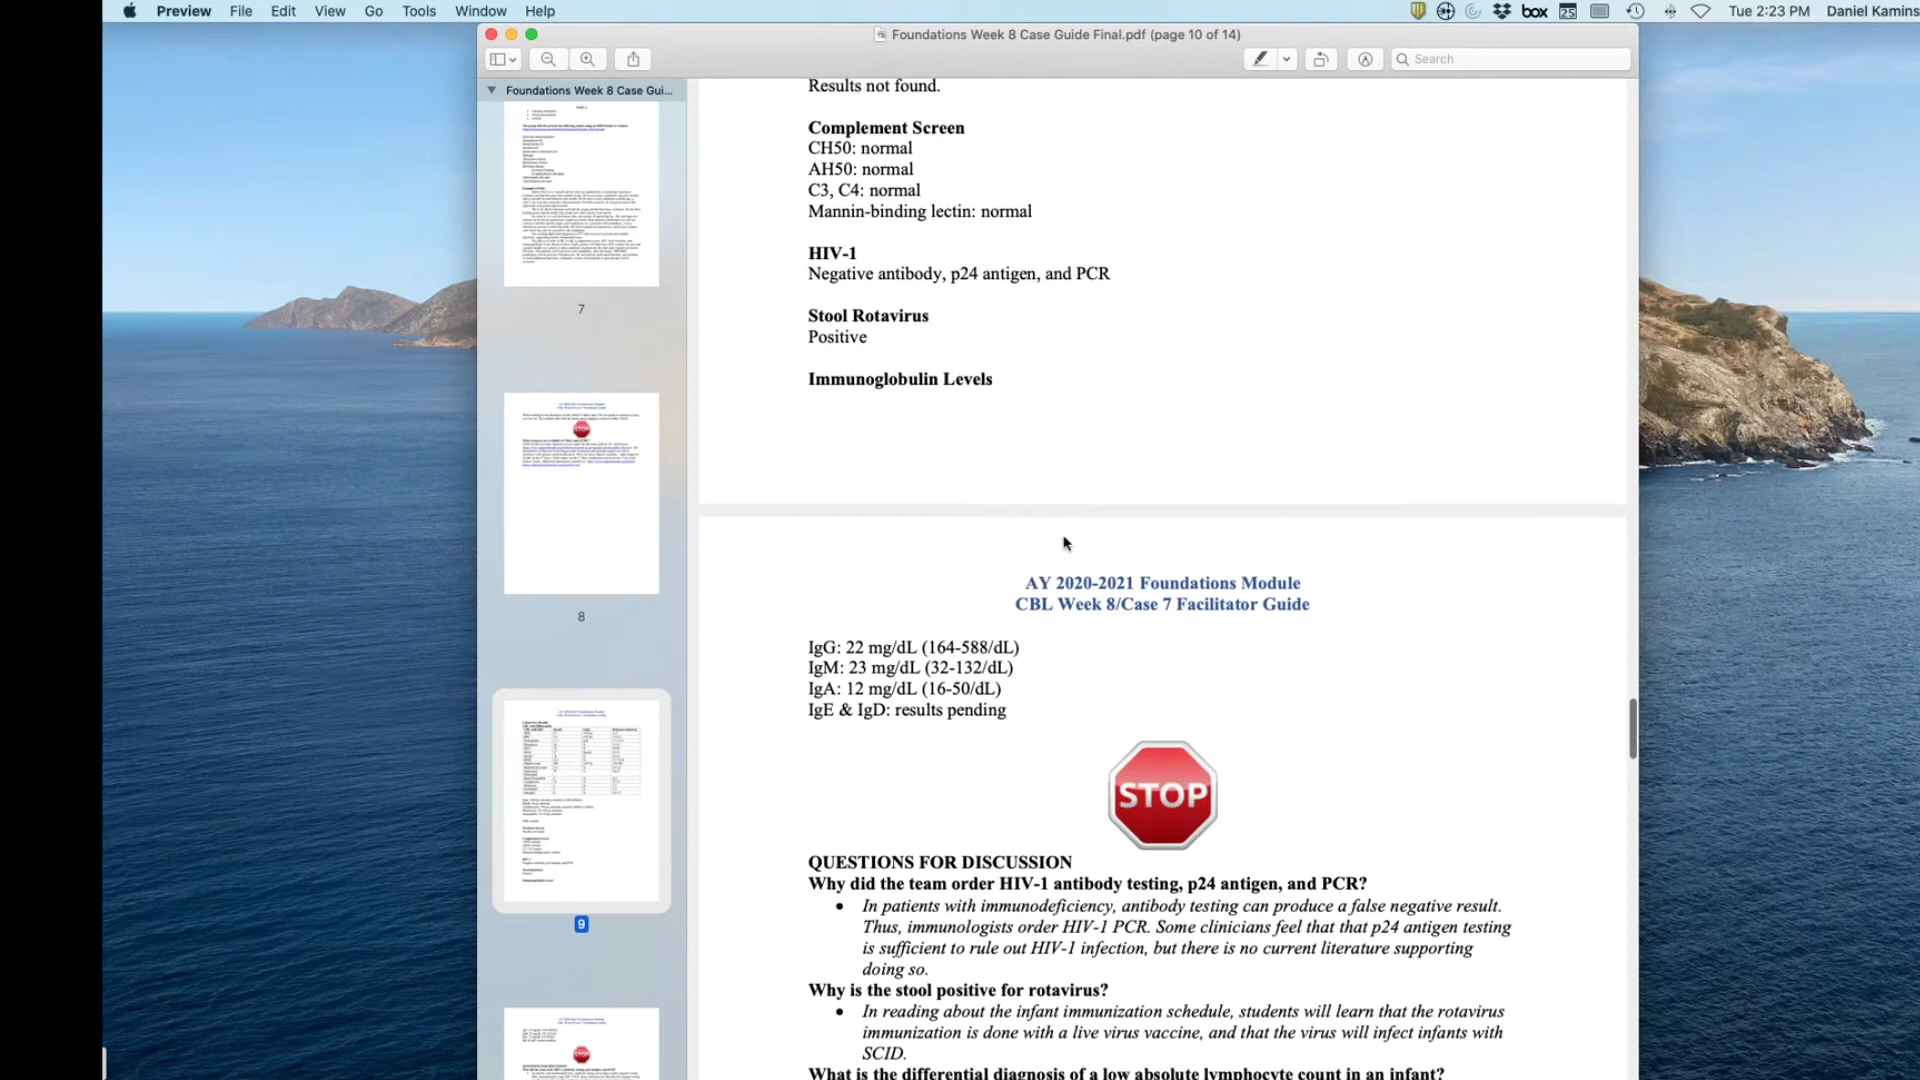 Preview File Edit View Go Tools Window Help
box 25 Tue 2:23 PM Daniel Kamins
Foundations Week 8 Case Guide Final.pdf (page 10 of 14)
Search
Foundations Week 8 Case Gui...
7
8
9
STOP
STOP
Results not found.
Complement Screen
CH50: normal
AH50: normal
C3, C4: normal
Mannin-binding lectin: normal
HIV-1
Negative antibody, p24 antigen, and PCR
Stool Rotavirus
Positive
Immunoglobulin Levels
AY 2020-2021 Foundations Module
CBL Week 8/Case 7 Facilitator Guide
IgG: 22 mg/dL (164-588/dL)
IgM: 23 mg/dL (32-132/dL)
IgA: 12 mg/dL (16-50/dL)
IgE & IgD: results pending
STOP
QUESTIONS FOR DISCUSSION
Why did the team order HIV-1 antibody testing, p24 antigen, and PCR?
• In patients with immunodeficiency, antibody testing can produce a false negative result.
Thus, immunologists order HIV-1 PCR. Some clinicians feel that that p24 antigen testing
is sufficient to rule out HIV-1 infection, but there is no current literature supporting
doing so.
Why is the stool positive for rotavirus?
• In reading about the infant immunization schedule, students will learn that the rotavirus
immunization is done with a live virus vaccine, and that the virus will infect infants with
SCID.
What is the differential diagnosis of a low absolute lymphocyte count in an infant?